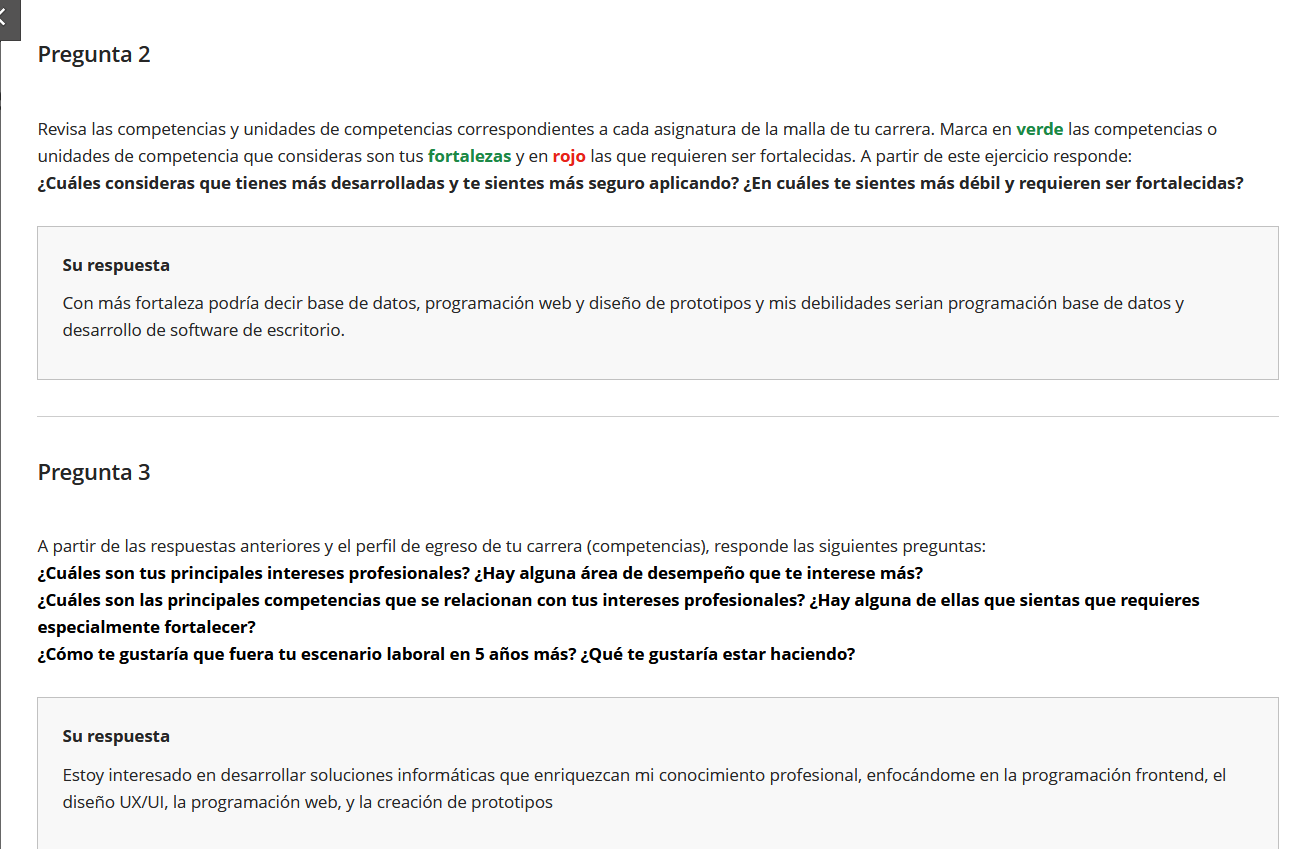 Pregunta 2
Revisa las competencias y unidades de competencias correspondientes a cada asignatura de la malla de tu carrera. Marca en verde las competencias o
unidades de competencia que consideras son tus fortalezas y en rojo las que requieren ser fortalecidas. A partir de este ejercicio responde:
¿Cuáles consideras que tienes más desarrolladas y te sientes más seguro aplicando? ¿En cuáles te sientes más débil y requieren ser fortalecidas?
Su respuesta
Con más fortaleza podría decir base de datos, programación web y diseño de prototipos y mis debilidades serian programación base de datos y
desarrollo de software de escritorio.
Pregunta 3
A partir de las respuestas anteriores y el perfil de egreso de tu carrera (competencias), responde las siguientes preguntas:
¿Cuáles son tus principales intereses profesionales? ¿Hay alguna área de desempeño que te interese más?
¿Cuáles son las principales competencias que se relacionan con tus intereses profesionales? ¿Hay alguna de ellas que sientas que requieres
especialmente fortalecer?
¿Cómo te gustaría que fuera tu escenario laboral en 5 años más? ¿Qué te gustaría estar haciendo?
Su respuesta
Estoy interesado en desarrollar soluciones informáticas que enriquezcan mi conocimiento profesional, enfocándome en la programación frontend, el
diseño UX/UI, la programación web, y la creación de prototipos